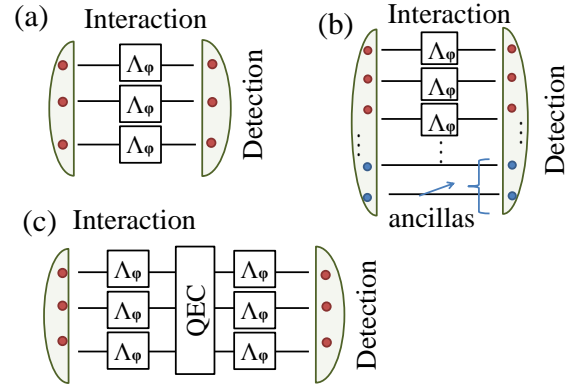 (a)
Interaction
Λφ
Λφ
Λφ
Detection
(b)
Interaction
Λφ
Λφ
Λφ
ancillas
Detection
(c)
Interaction
Λφ
Λφ
Λφ
QEC
Λφ
Λφ
Λφ
Detection